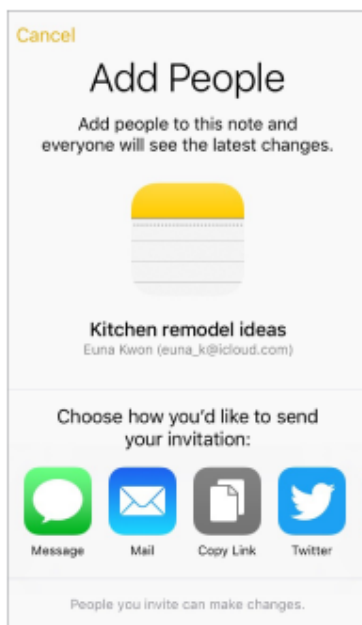 Cancel
Add People
Add people to this note and
everyone will see the latest changes.
Kitchen remodel ideas
Euna Kwon (euna_k@icloud.com)
Choose how you'd like to send
your invitation:
Message Mail Copy Link Twitter
People you invite can make changes.